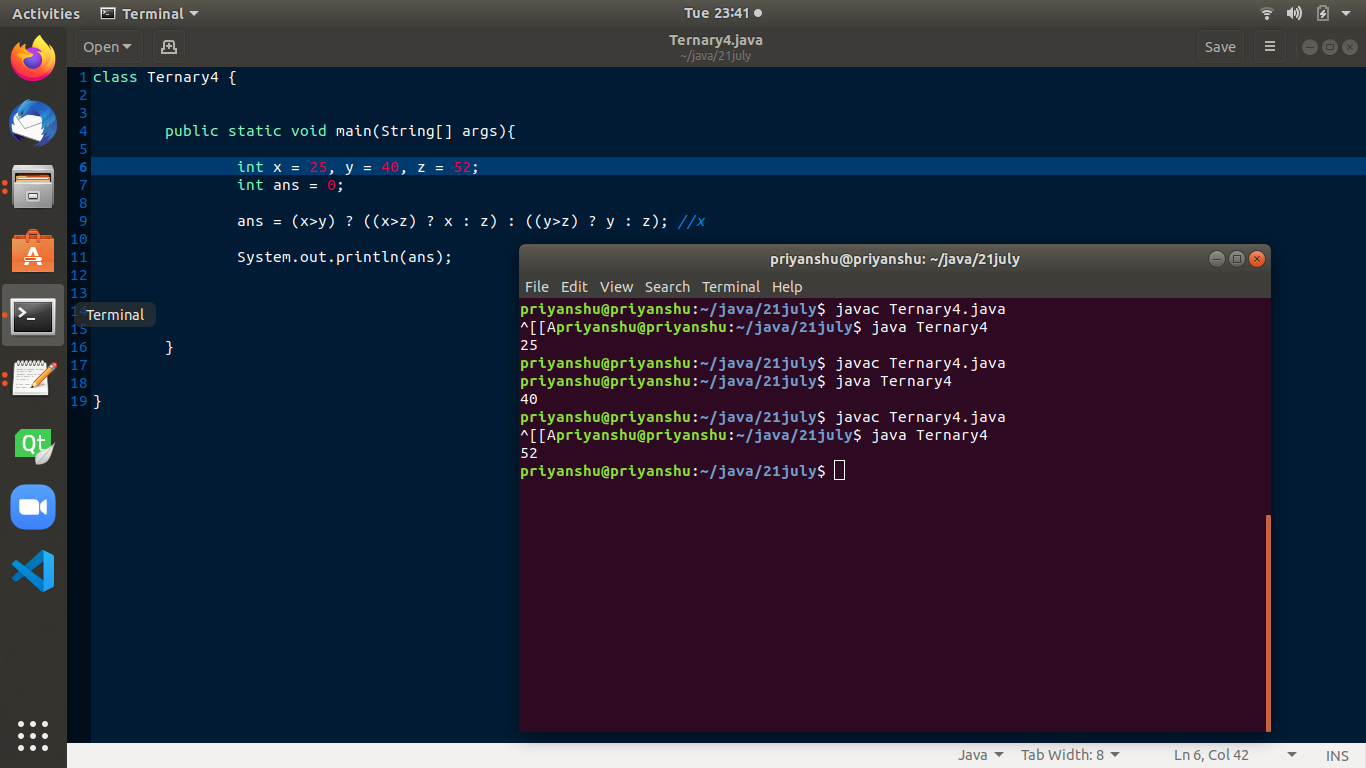 Activities Terminal Tue 23:41
Open Ternary4.java Save
~/java/21july
1 class Ternary4 {
2
3
4 public static void main(String[] args){
5
6 int x = 25, y = 40, z = 52;
7 int ans = 0;
8
9 ans = (x>y) ? ((x>z) ? x : z) : ((y>z) ? y : z); //x
10
11 System.out.println(ans);
12
13
Terminal
15
16 }
17
18
19 }
priyanshu@priyanshu: ~/java/21july
File Edit View Search Terminal Help
priyanshu@priyanshu:~/java/21july$ javac Ternary4.java
^[[Apriyanshu@priyanshu:~/java/21july$ java Ternary4
25
priyanshu@priyanshu:~/java/21july$ javac Ternary4.java
priyanshu@priyanshu:~/java/21july$ java Ternary4
40
priyanshu@priyanshu:~/java/21july$ javac Ternary4.java
^[[Apriyanshu@priyanshu:~/java/21july$ java Ternary4
52
priyanshu@priyanshu:~/java/21july$
Qt
Java Tab Width: 8 Ln 6, Col 42 INS